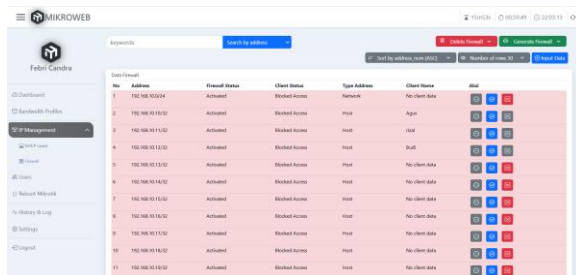 MIKROWEB
keywords
Search by address
Delete Firewall
Generate Firewall
Febri Candra
Sort by address_num (ASC)
Number of rows 30
Input Data
Data Firewall
No Address Firewall Status Client Status Type Address Client Name Aksi
Dashboard
1 192.168.10.0/24 Activated Blocked Access Network No client data
Bandwidth Profiles
2 192.168.10.10/32 Activated Blocked Access Host Agus
IP Management
3 192.168.10.11/32 Activated Blocked Access Host rizal
DHCP Lease
4 192.168.10.12/32 Activated Blocked Access Host Budi
Firewall
5 192.168.10.13/32 Activated Blocked Access Host No client data
Users
6 192.168.10.14/32 Activated Blocked Access Host No client data
Reboot Mikrotik
7 192.168.10.15/32 Activated Blocked Access Host No client data
History & Log
8 192.168.10.16/32 Activated Blocked Access Host No client data
Settings
9 192.168.10.17/32 Activated Blocked Access Host No client data
Logout
10 192.168.10.18/32 Activated Blocked Access Host No client data
11 192.168.10.19/32 Activated Blocked Access Host No client data